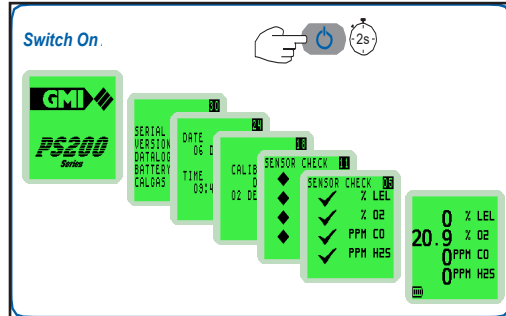 Switch On
-2s-
GMI
PS200
Series
30
SERIAL
VERSION
DATALOG
BATTERY
CALGAS
24
DATE
06 D
TIME
09:4
18
CALIB
D
02 DE
SENSOR CHECK 11
SENSOR CHECK 05
% LEL
% O2
PPM CO
PPM H2S
0 % LEL
20.9 % O2
0 PPM CO
0 PPM H2S